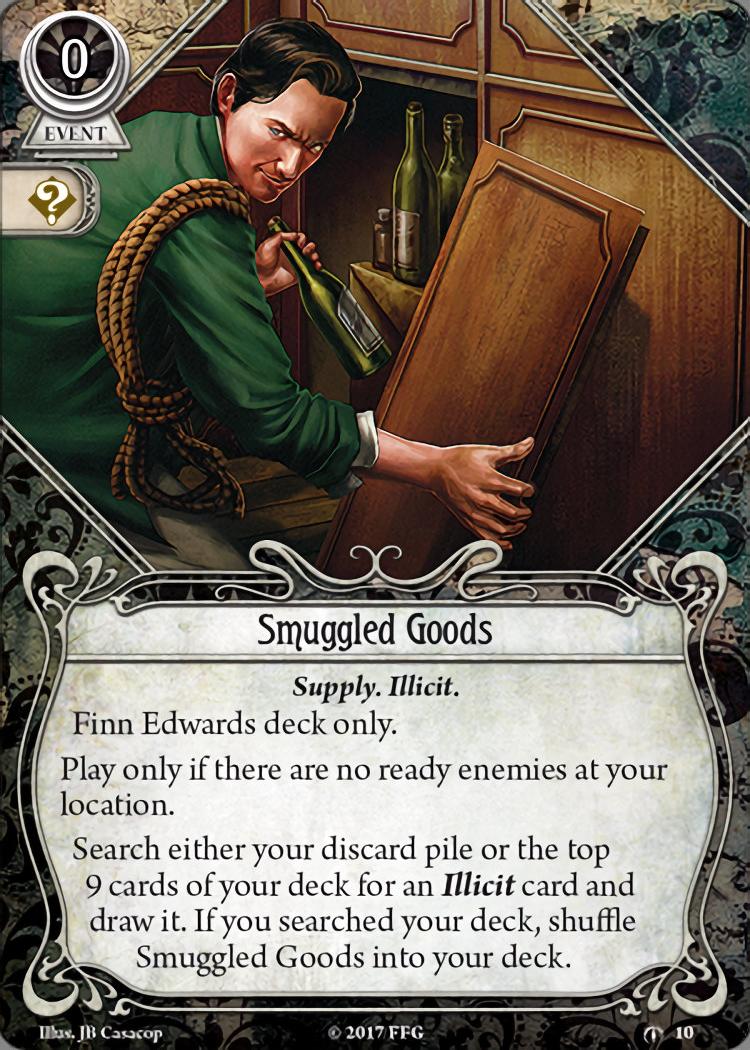 0
EVENT
?
Smuggled Goods
Supply. Illicit.
Finn Edwards deck only.
Play only if there are no ready enemies at your
location.
Search either your discard pile or the top
9 cards of your deck for an Illicit card and
draw it. If you searched your deck, shuffle
Smuggled Goods into your deck.
Illus. JB Casacop
© 2017 FFG
10